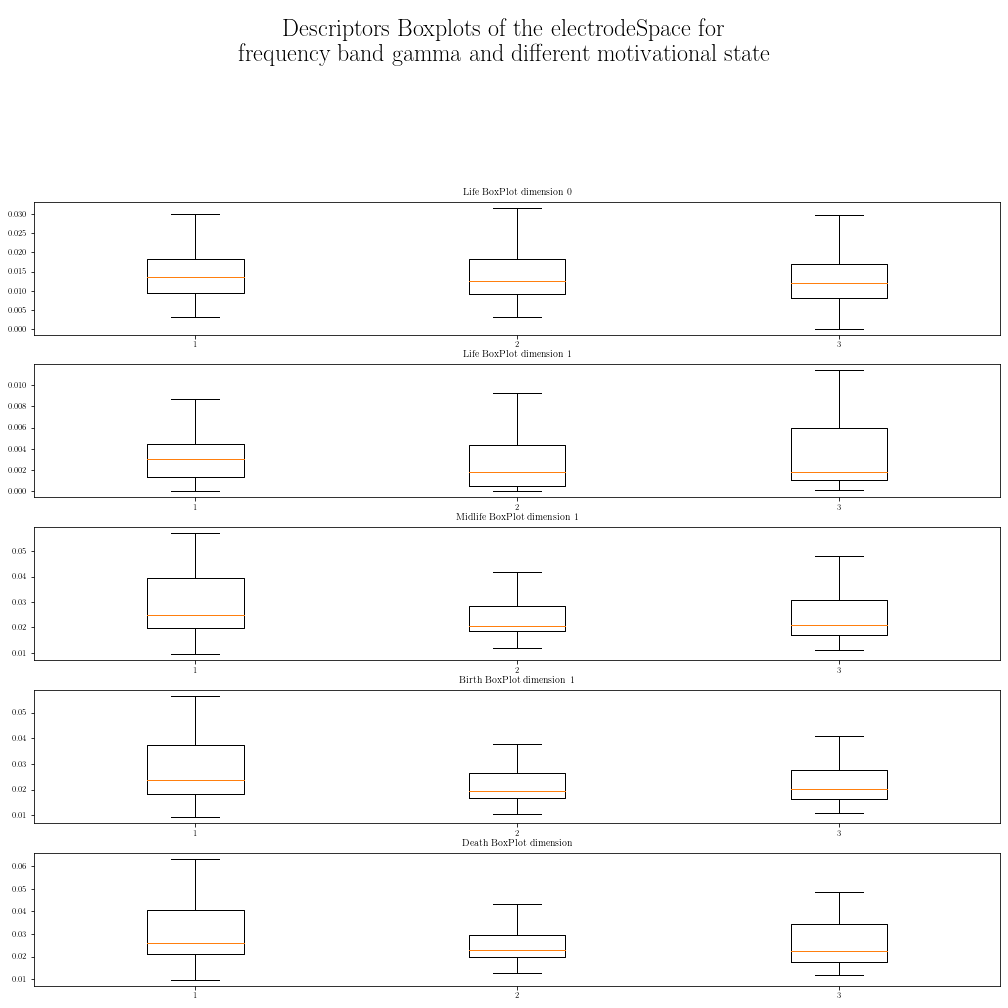 Descriptors Boxplots of the electrodeSpace for
frequency band gamma and different motivational state
Life BoxPlot dimension 0
0.030
0.025
0.020
0.015
0.010
0.005
0.000
1 2 3
Life BoxPlot dimension 1
0.010
0.008
0.006
0.004
0.002
0.000
1 2 3
Midlife BoxPlot dimension 1
0.05
0.04
0.03
0.02
0.01
1 2 3
Birth BoxPlot dimension 1
0.05
0.04
0.03
0.02
0.01
1 2 3
Death BoxPlot dimension
0.06
0.05
0.04
0.03
0.02
0.01
1 2 3